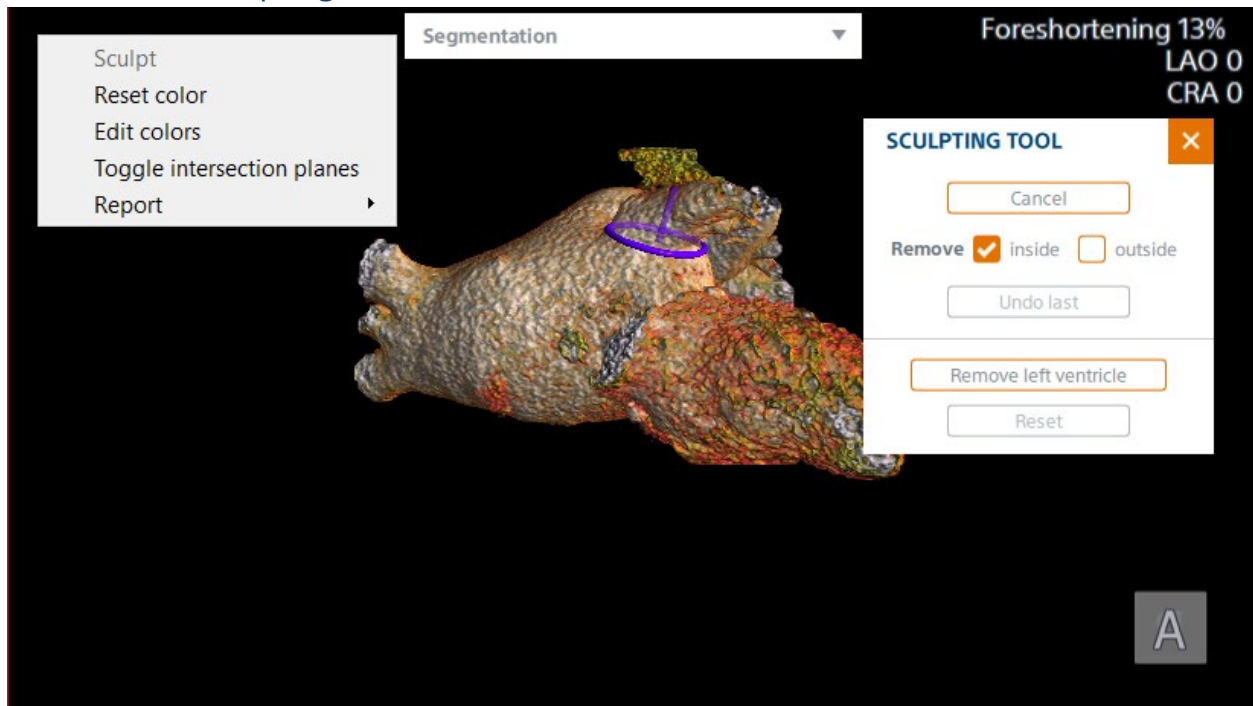 Segmentation
Foreshortening 13%
LAO 0
CRA 0
Sculpt
Reset color
Edit colors
Toggle intersection planes
Report
SCULPTING TOOL
Cancel
Remove inside outside
Undo last
Remove left ventricle
Reset
A